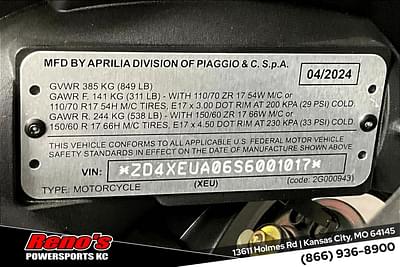 MFD BY APRILIA DIVISION OF PIAGGIO & C. S.p.A.
04/2024
GVWR 385 KG (849 LB)
GAWR F. 141 KG (311 LB) - WITH 110/70 ZR 17 54W M/C or
110/70 R17 54H M/C TIRES, E17 x 3.00 DOT RIM AT 200 KPA (29 PSI) COLD.
GAWR R. 244 KG (538 LB) - WITH 150/60 ZR 17 66W M/C or
150/60 R 17 66H M/C TIRES, E17 x 4.50 DOT RIM AT 230 KPA (33 PSI) COLD.
THIS VEHICLE CONFORMS TO ALL APPLICABLE U.S. FEDERAL MOTOR VEHICLE
SAFETY STANDARDS IN EFFECT ON THE DATE OF MANUFACTURE SHOWN ABOVE.
VIN: *ZD4XEUA06S6001017*
TYPE: MOTORCYCLE (XEU) (code: 2G000943)
Reno's
POWERSPORTS KC
13611 Holmes Rd | Kansas City, MO 64145
(866) 936-8900